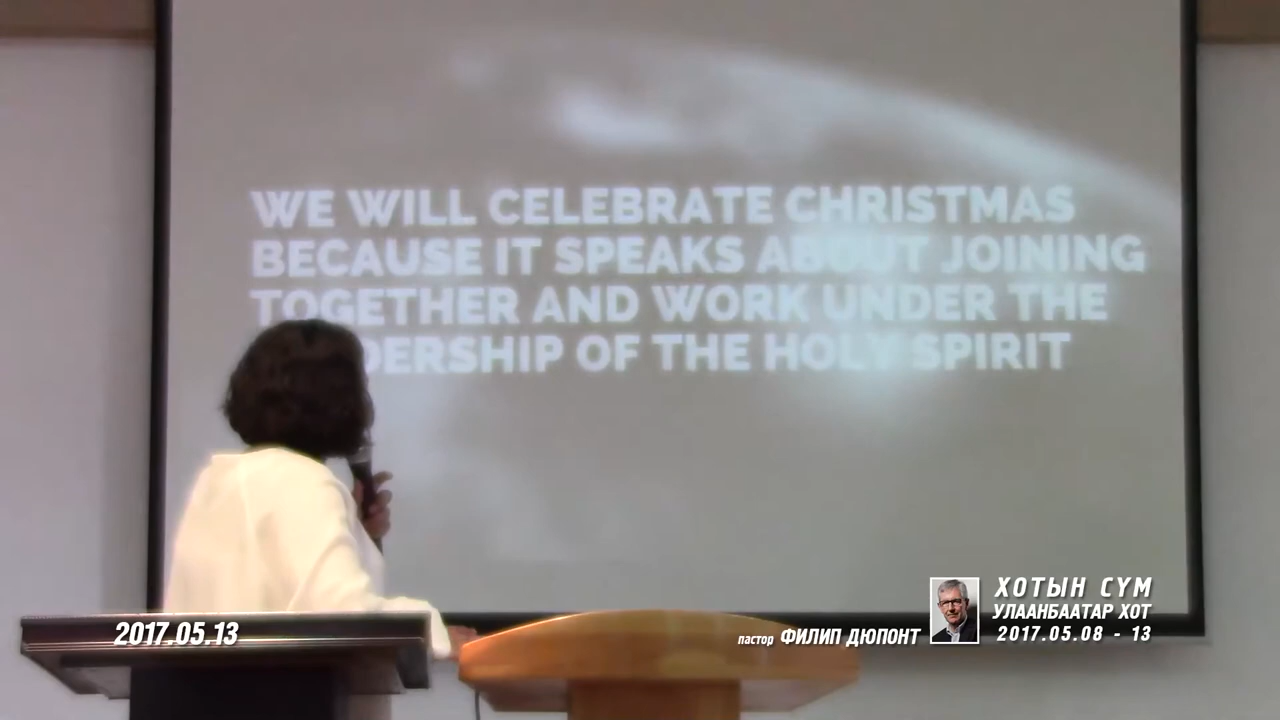 WE WILL CELEBRATE CHRISTMAS
BECAUSE IT SPEAKS ABOUT JOINING
TOGETHER AND WORK UNDER THE
DERSHIP OF THE HOLY SPIRIT
2017.05.13
пастор ФИЛИП ДЮПОНТ
ХОТЫН СҮМ
УЛААНБААТАР ХОТ
2017.05.08 - 13